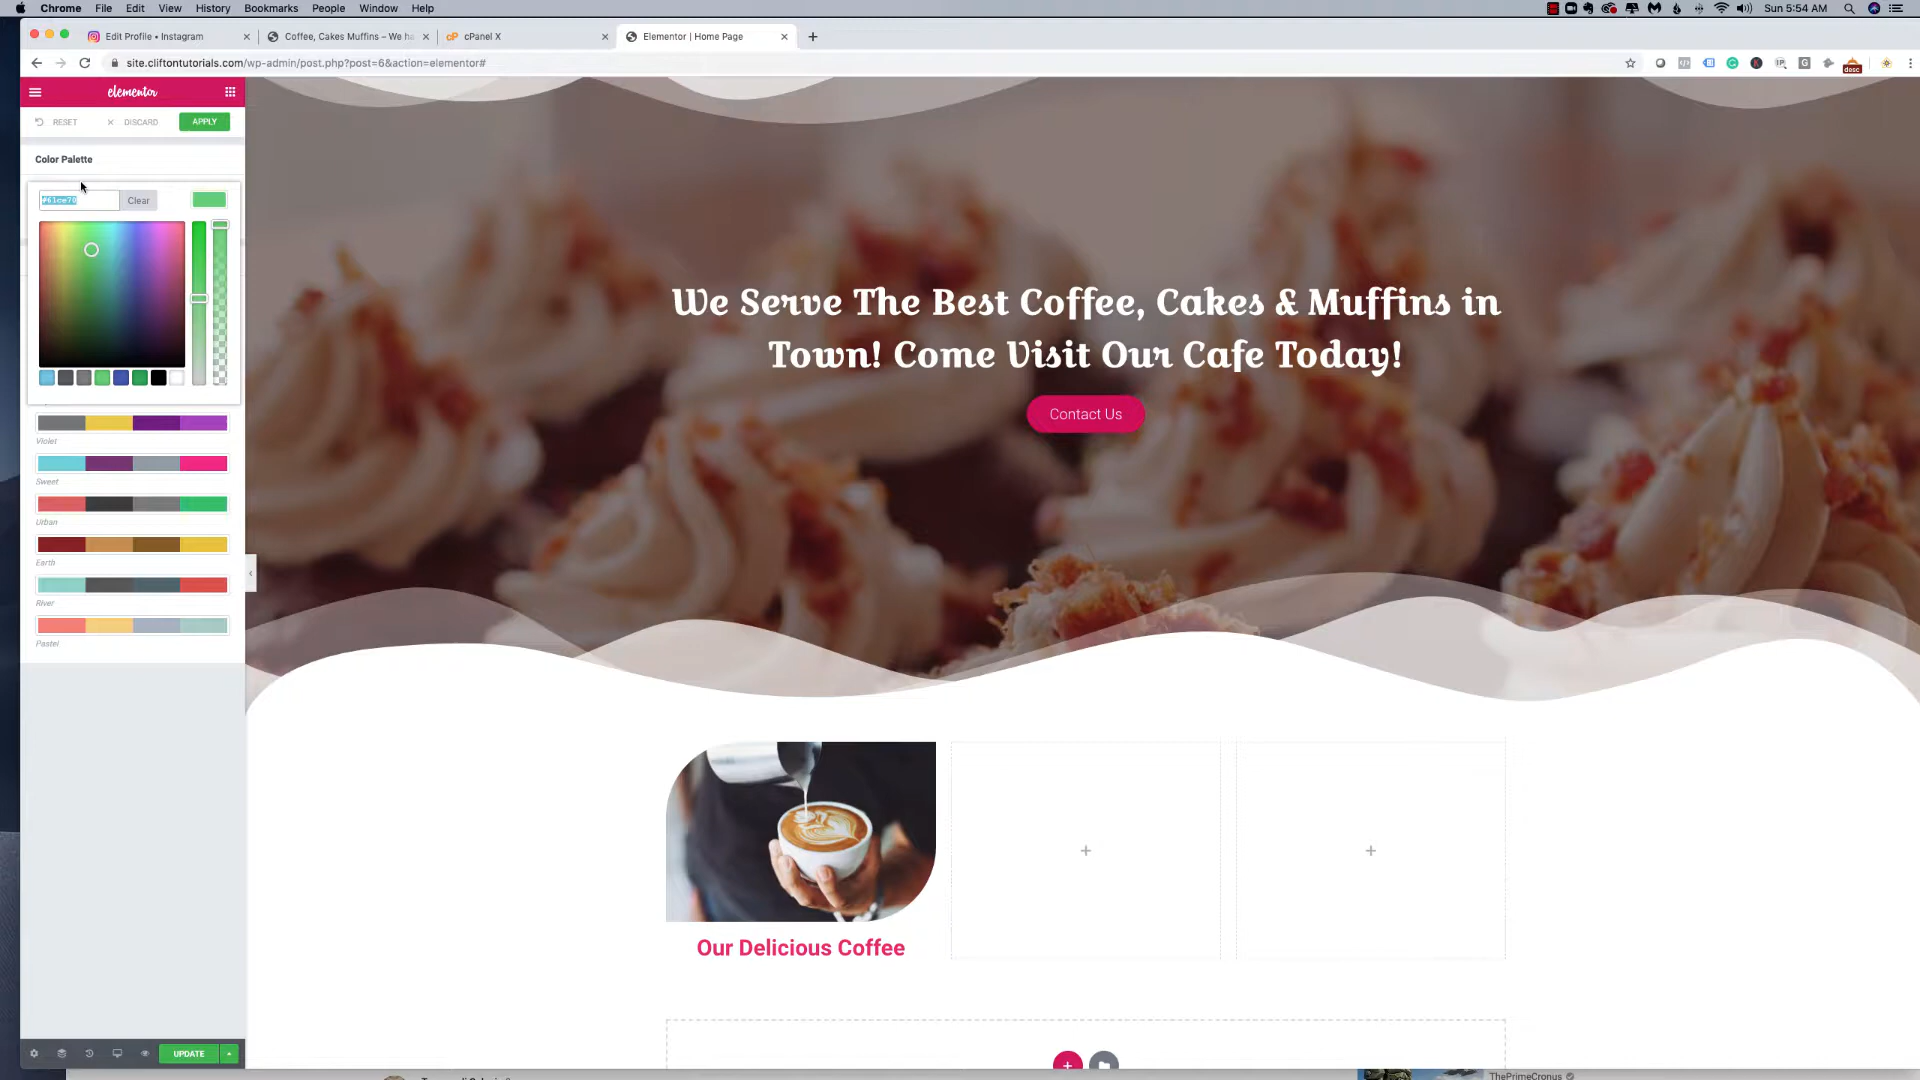 Chrome File Edit View History Bookmarks People Window Help
Sun 5:54 AM
Edit Profile • Instagram
Coffee, Cakes Muffins – We ha
cPanel X
Elementor | Home Page
site.cliftontutorials.com/wp-admin/post.php?post=6&action=elementor#
elementor
RESET
DISCARD
APPLY
Color Palette
#61ce70
Clear
Violet
Sweet
Urban
Earth
River
Pastel
UPDATE
We Serve The Best Coffee, Cakes & Muffins in
Town! Come Visit Our Cafe Today!
Contact Us
Our Delicious Coffee
ThePrimeCronus